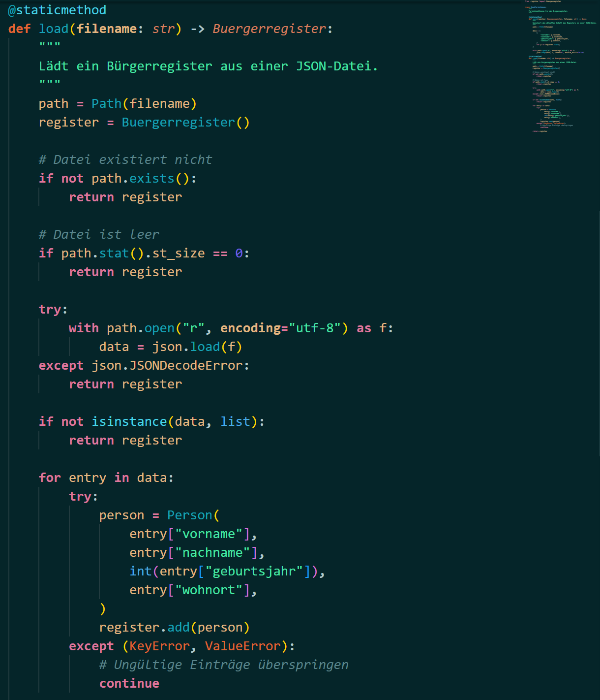 @staticmethod
def load(filename: str) -> Buergerregister:
    """
    Lädt ein Bürgerregister aus einer JSON-Datei.
    """
    path = Path(filename)
    register = Buergerregister()

    # Datei existiert nicht
    if not path.exists():
        return register

    # Datei ist leer
    if path.stat().st_size == 0:
        return register

    try:
        with path.open("r", encoding="utf-8") as f:
            data = json.load(f)
    except json.JSONDecodeError:
        return register

    if not isinstance(data, list):
        return register

    for entry in data:
        try:
            person = Person(
                entry["vorname"],
                entry["nachname"],
                int(entry["geburtsjahr"]),
                entry["wohnort"],
            )
            register.add(person)
        except (KeyError, ValueError):
            # Ungültige Einträge überspringen
            continue